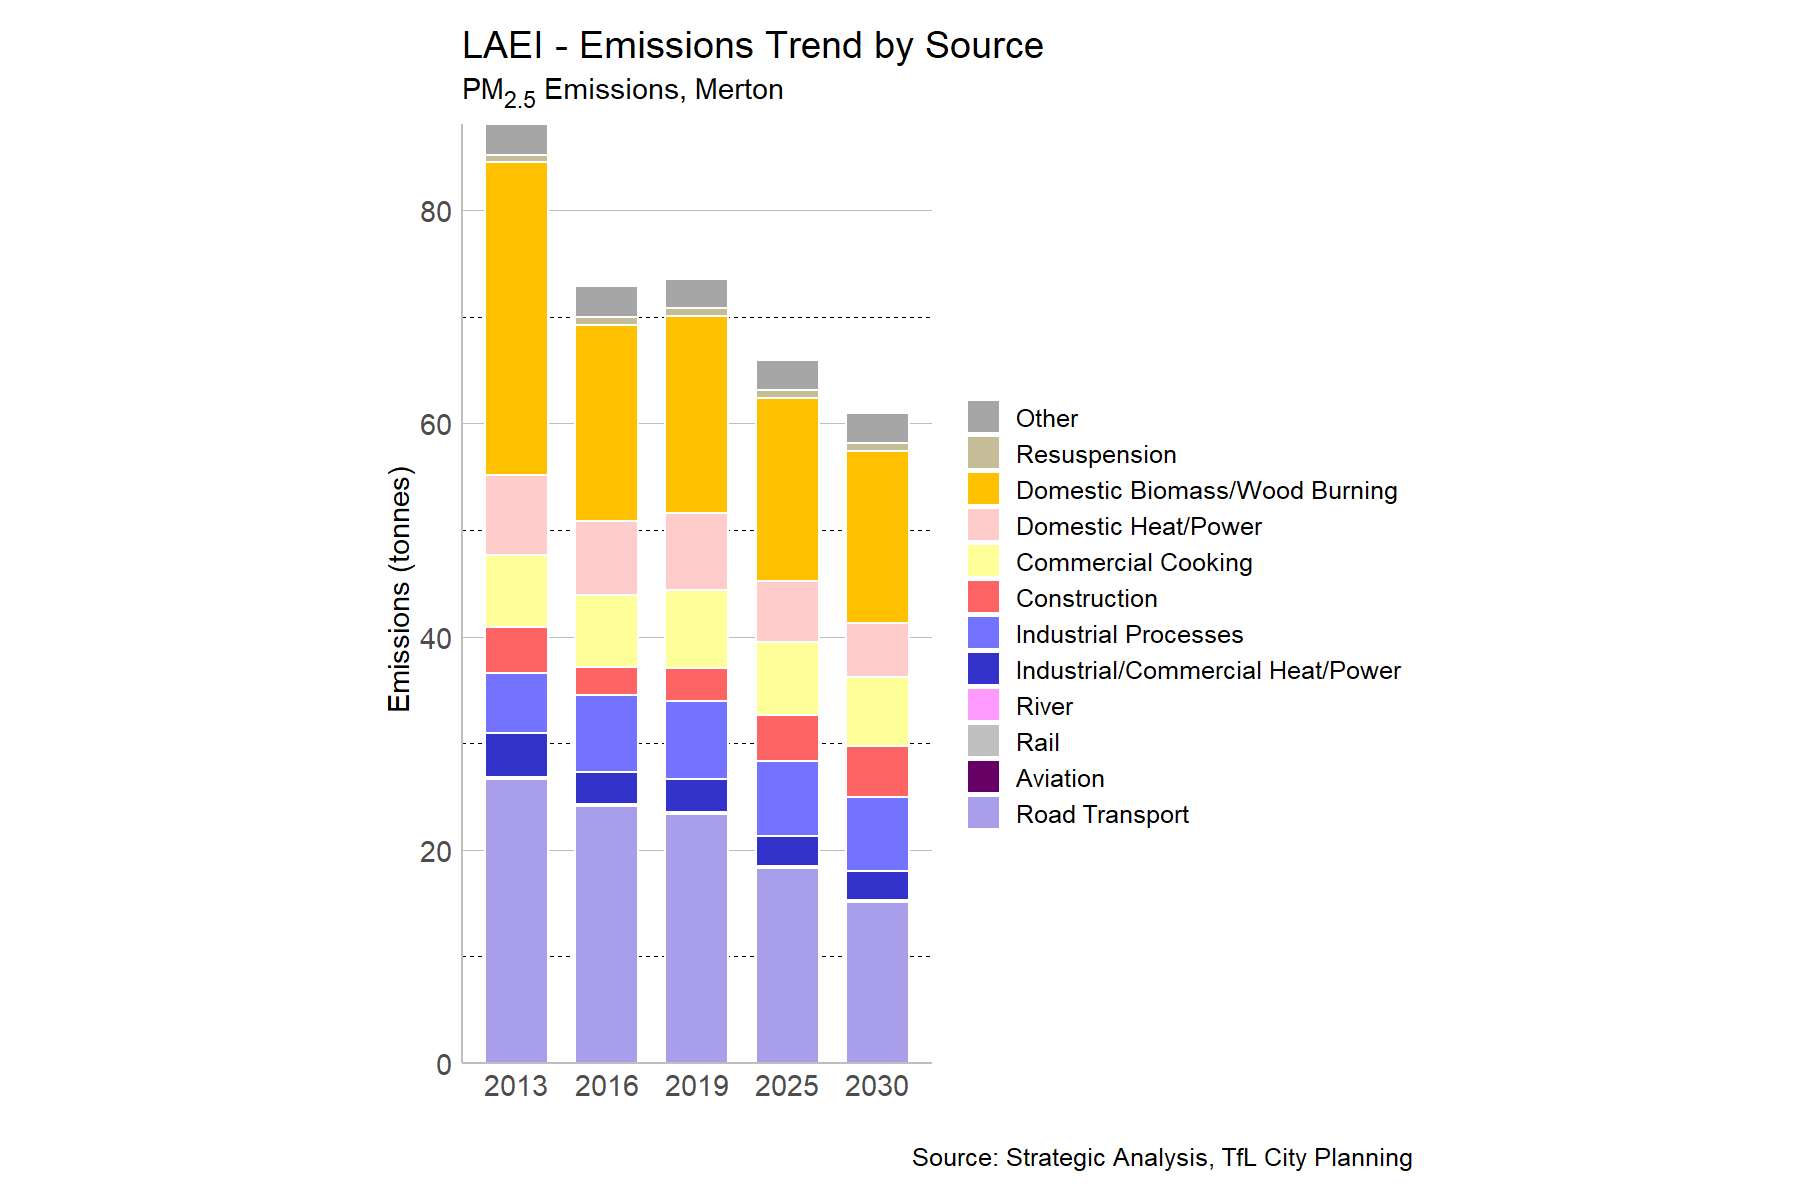 LAEI - Emissions Trend by Source
PM2.5 Emissions, Merton
Emissions (tonnes)
80
60
40
20
0
2013 2016 2019 2025 2030
Other
Resuspension
Domestic Biomass/Wood Burning
Domestic Heat/Power
Commercial Cooking
Construction
Industrial Processes
Industrial/Commercial Heat/Power
River
Rail
Aviation
Road Transport
Source: Strategic Analysis, TfL City Planning